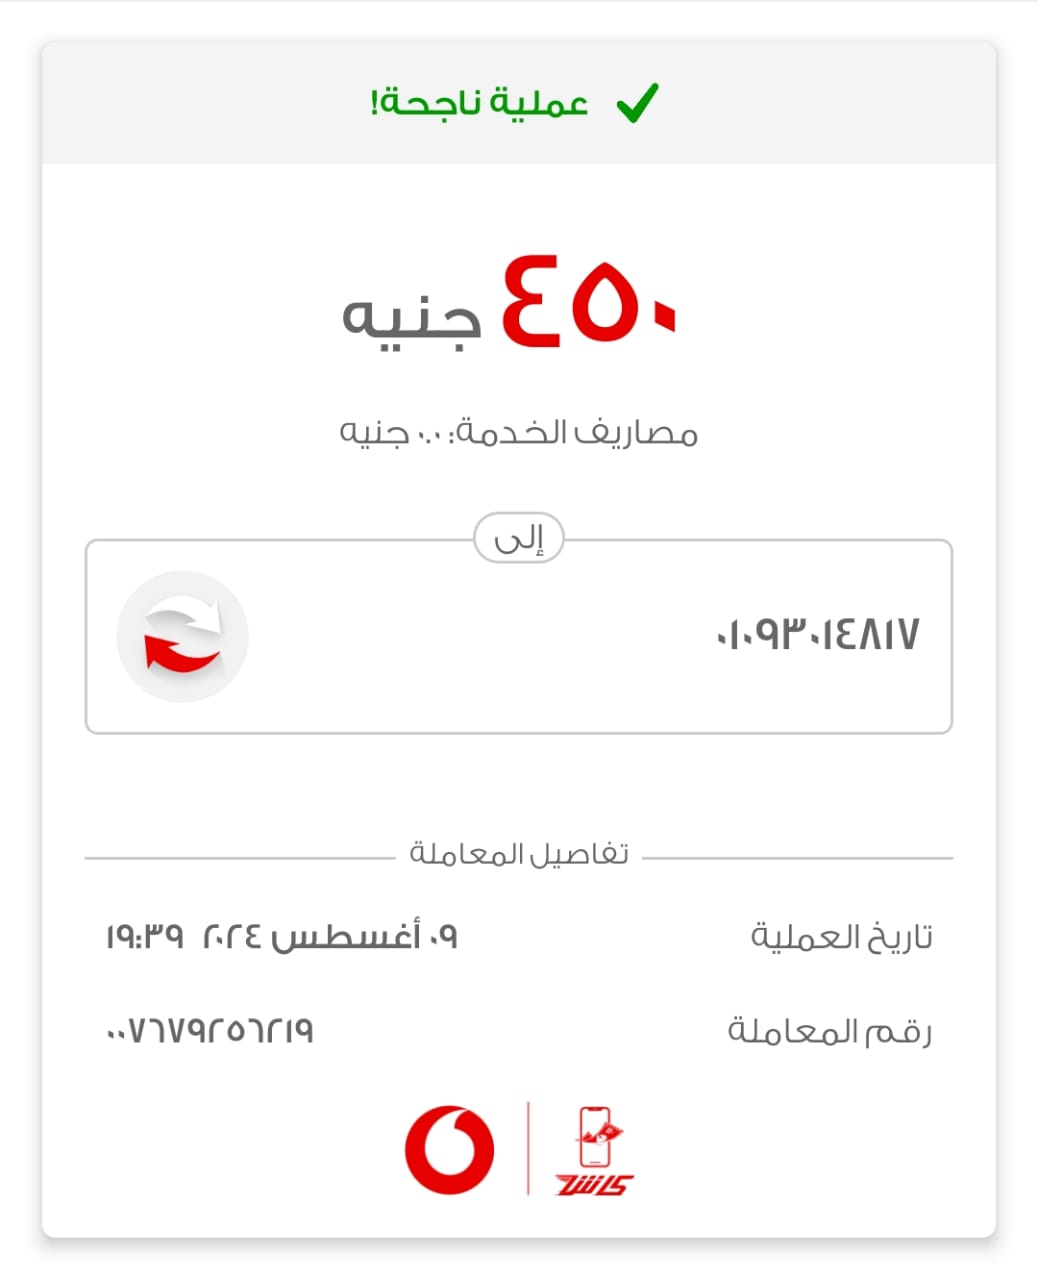 عملية ناجحة!
٤٥٠ جنيه
مصاريف الخدمة: ٠.٠ جنيه
إلى
٠١٠٩٣٠١٤٨١٧
تفاصيل المعاملة
تاريخ العملية ٠٩ أغسطس ٢٠٢٤ ١٩:٣٩
رقم المعاملة ٠٠٧٦٧٩٢٥٦٢١٩
كاش